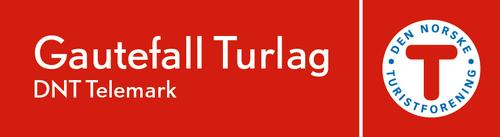 Gautefall Turlag
DNT Telemark
DEN NORSKE
TURISTFORENING
T